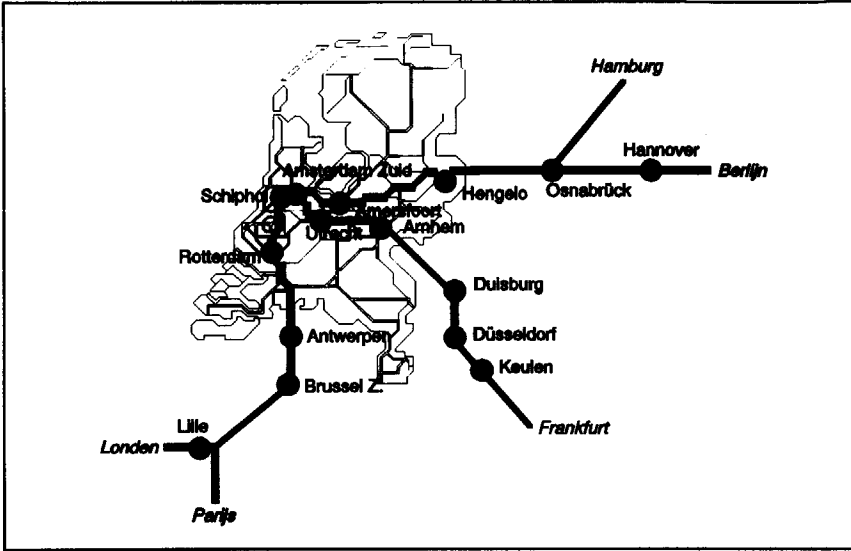 Hamburg
Hannover
Berlijn
Amsterdam Zuid
Schiphol
Hengelo
Osnabrück
Amersfoort
Utrecht
Arnhem
Rotterdam
Duisburg
Antwerpen
Düsseldorf
Keulen
Brussel Z.
Lille
Londen
Frankfurt
Parijs